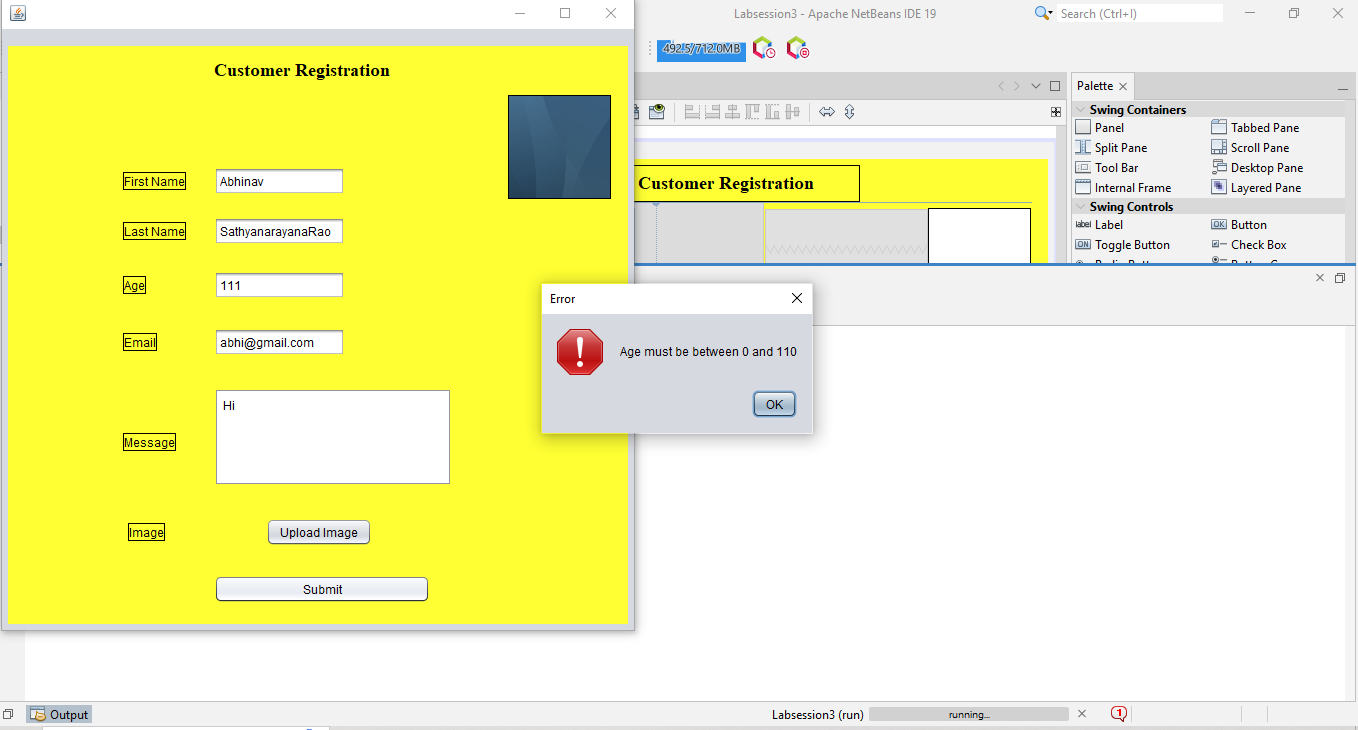 Labsession3 - Apache NetBeans IDE 19
Search (Ctrl+I)
492.5/712.0MB
Customer Registration
First Name
Abhinav
Last Name
SathyanarayanaRao
Age
111
Email
abhi@gmail.com
Message
Hi
Image
Upload Image
Submit
Customer Registration
Palette
Swing Containers
Panel
Tabbed Pane
Split Pane
Scroll Pane
Tool Bar
Desktop Pane
Internal Frame
Layered Pane
Swing Controls
label
Label
OK
Button
ON
Toggle Button
Check Box
Error
Age must be between 0 and 110
OK
Output
Labsession3 (run)
running...
1